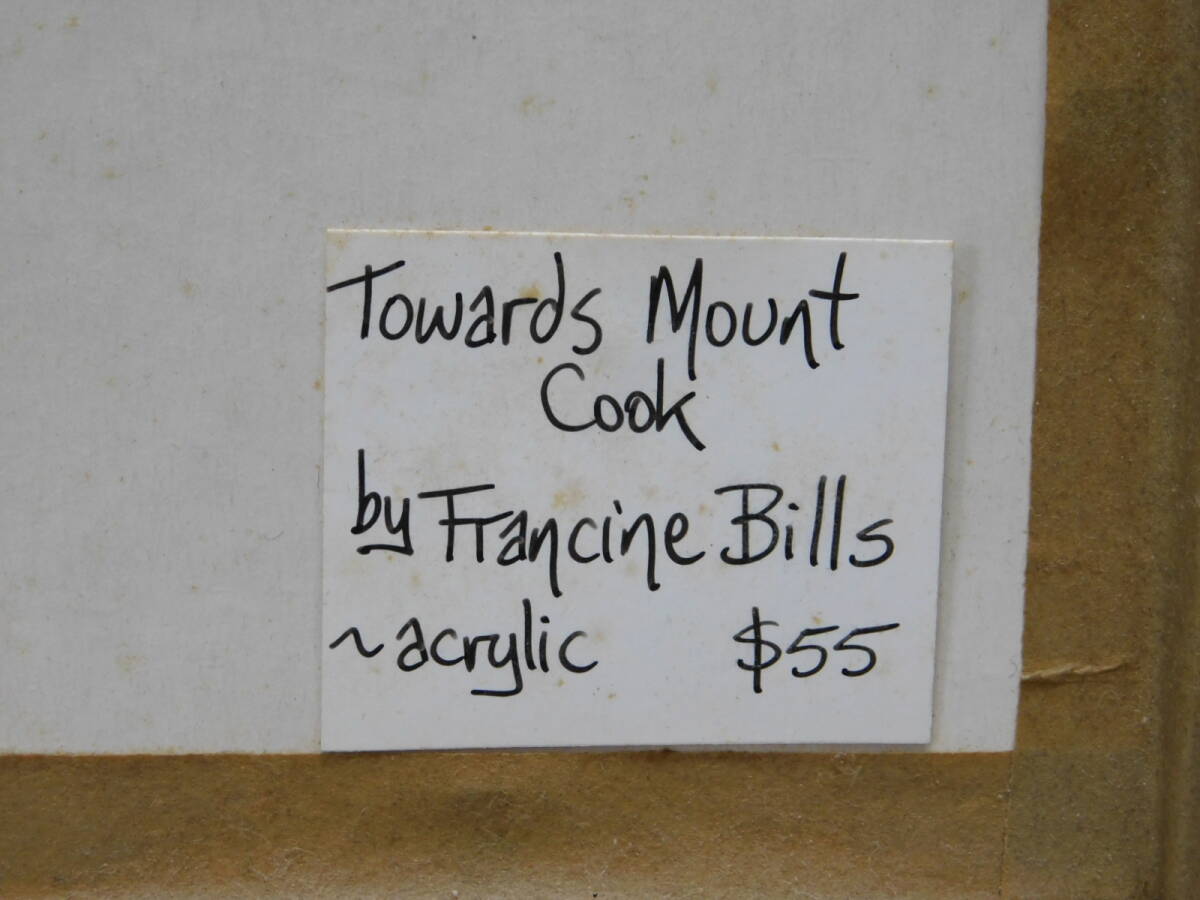 Towards Mount
Cook
by Francine Bills
~acrylic $55